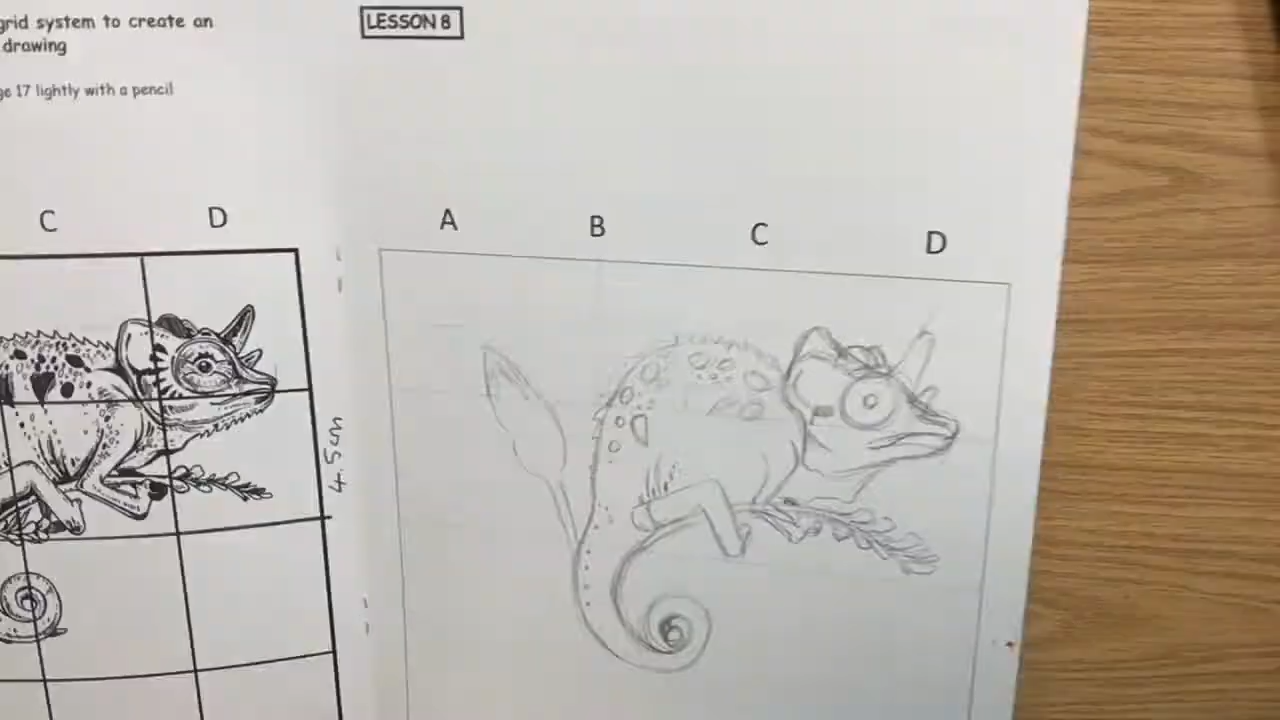 grid system to create an
drawing
ge 17 lightly with a pencil
LESSON 8
C D
4.5cm
A B C D